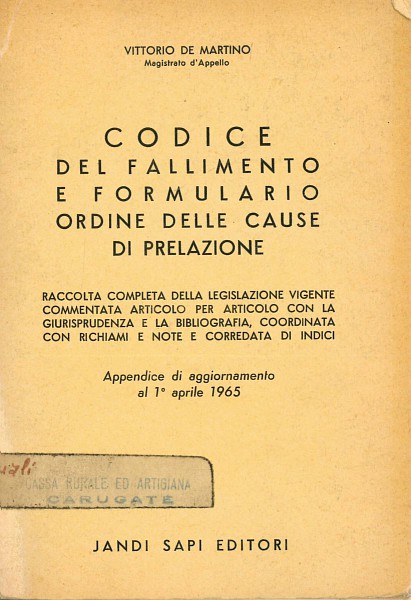 VITTORIO DE MARTINO
Magistrato d'Appello
CODICE
DEL FALLIMENTO
E FORMULARIO
ORDINE DELLE CAUSE
DI PRELAZIONE
RACCOLTA COMPLETA DELLA LEGISLAZIONE VIGENTE
COMMENTATA ARTICOLO PER ARTICOLO CON LA
GIURISPRUDENZA E LA BIBLIOGRAFIA, COORDINATA
CON RICHIAMI E NOTE E CORREDATA DI INDICI
Appendice di aggiornamento
al 1° aprile 1965
CASSA RURALE ED ARTIGIANA
CARUGATE
JANDI SAPI EDITORI